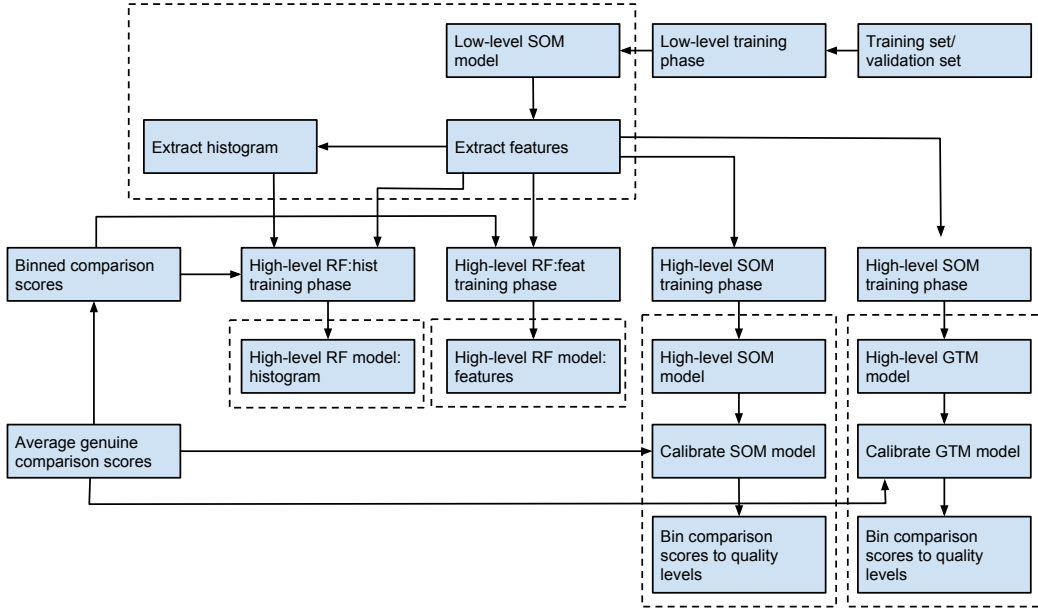 Low-level SOM
model
Low-level training
phase
Training set/
validation set
Extract histogram
Extract features
Binned comparison
scores
High-level RF:hist
training phase
High-level RF:feat
training phase
High-level SOM
training phase
High-level SOM
training phase
High-level RF model:
histogram
High-level RF model:
features
High-level SOM
model
High-level GTM
model
Average genuine
comparison scores
Calibrate SOM model
Calibrate GTM model
Bin comparison
scores to quality
levels
Bin comparison
scores to quality
levels